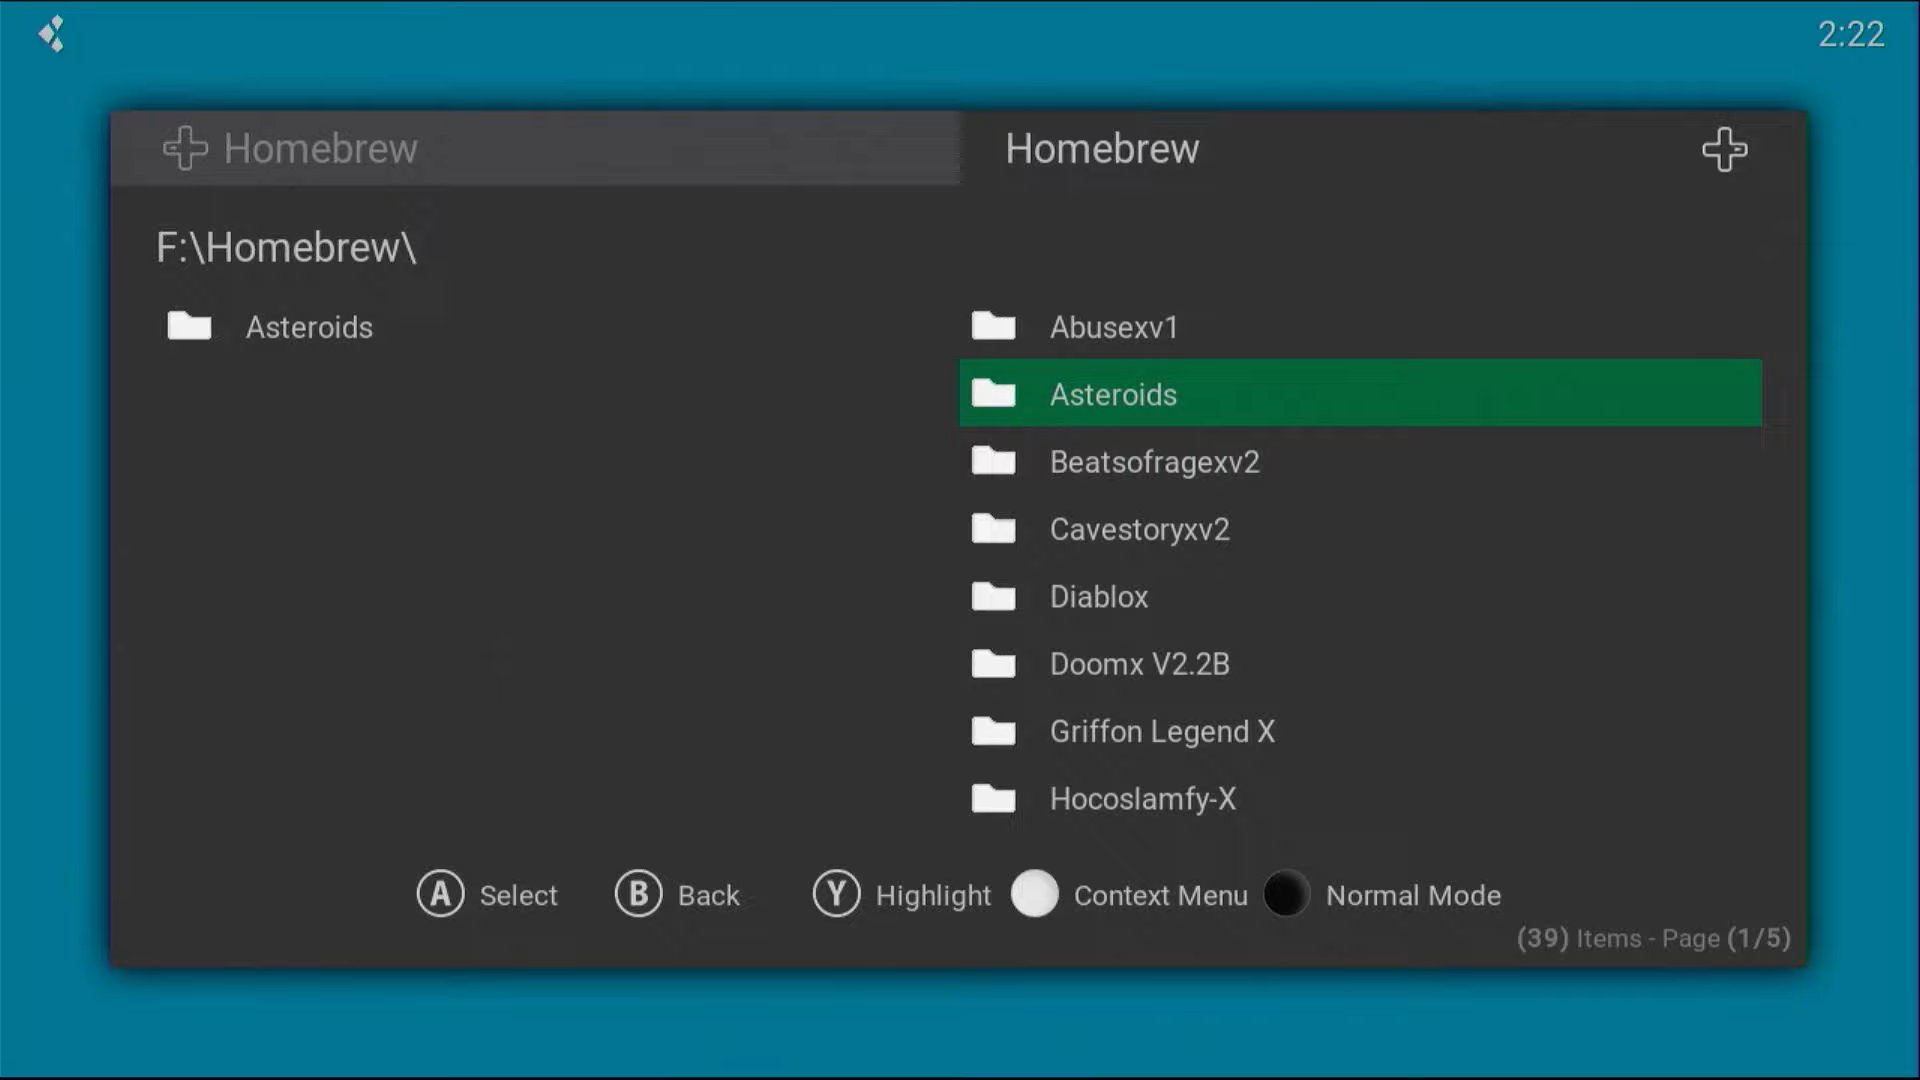 2:22
Homebrew
Homebrew
F:\Homebrew\
Asteroids
Abusexv1
Asteroids
Beatsofragexv2
Cavestoryxv2
Diablox
Doomx V2.2B
Griffon Legend X
Hocoslamfy-X
A Select B Back Y Highlight Context Menu Normal Mode
(39) Items - Page (1/5)